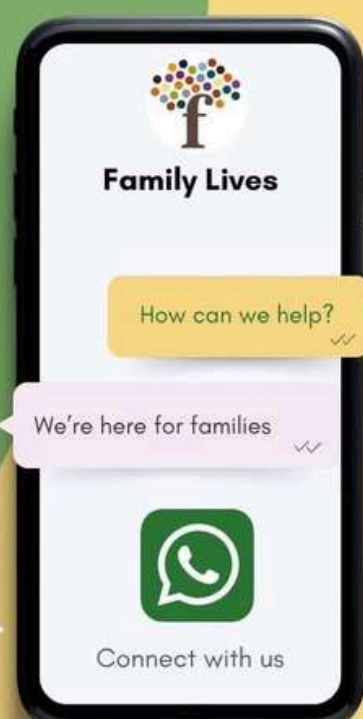 f
Family Lives
How can we help?
We're here for families
Connect with us